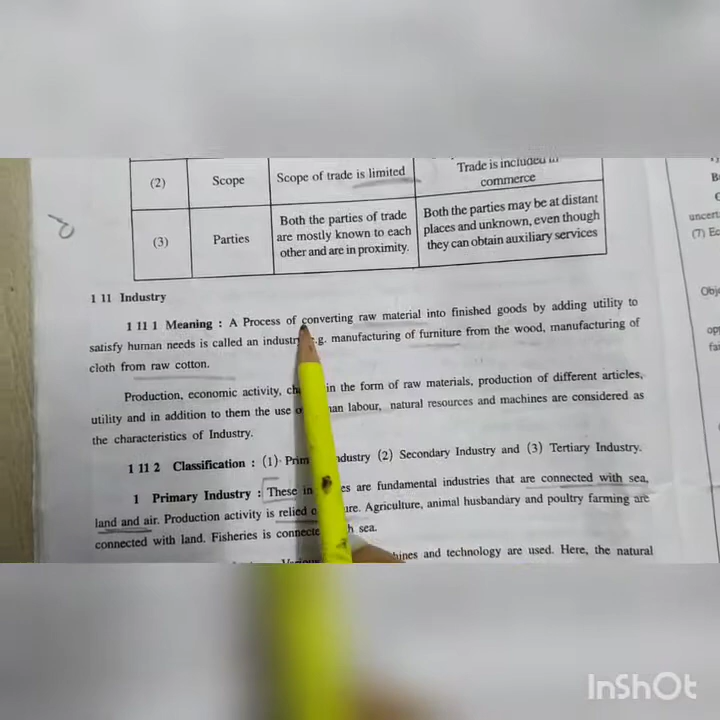 (2) Scope Scope of trade is limited Trade is included in
commerce
(3) Parties Both the parties of trade
are mostly known to each
other and are in proximity.
Both the parties may be at distant
places and unknown, even though
they can obtain auxiliary services
1 11 Industry
1 11 1 Meaning : A Process of converting raw material into finished goods by adding utility to
satisfy human needs is called an industr .g. manufacturing of furniture from the wood, manufacturing of
cloth from raw cotton.
Production, economic activity, in the form of raw materials, production of different articles,
utility and in addition to them the use labour, natural resources and machines are considered as
the characteristics of Industry.
1 11 2 Classification : (1) Prim ndustry (2) Secondary Industry and (3) Tertiary Industry.
1 Primary Industry : These in es are fundamental industries that are connected with sea,
land and air. Production activity is relied ure. Agriculture, animal husbandry and poultry farming are
connected with land. Fisheries is connecte h sea.
hines and technology are used. Here, the natural
uncert
(7) Ec
Obj
op
fa
InShOt